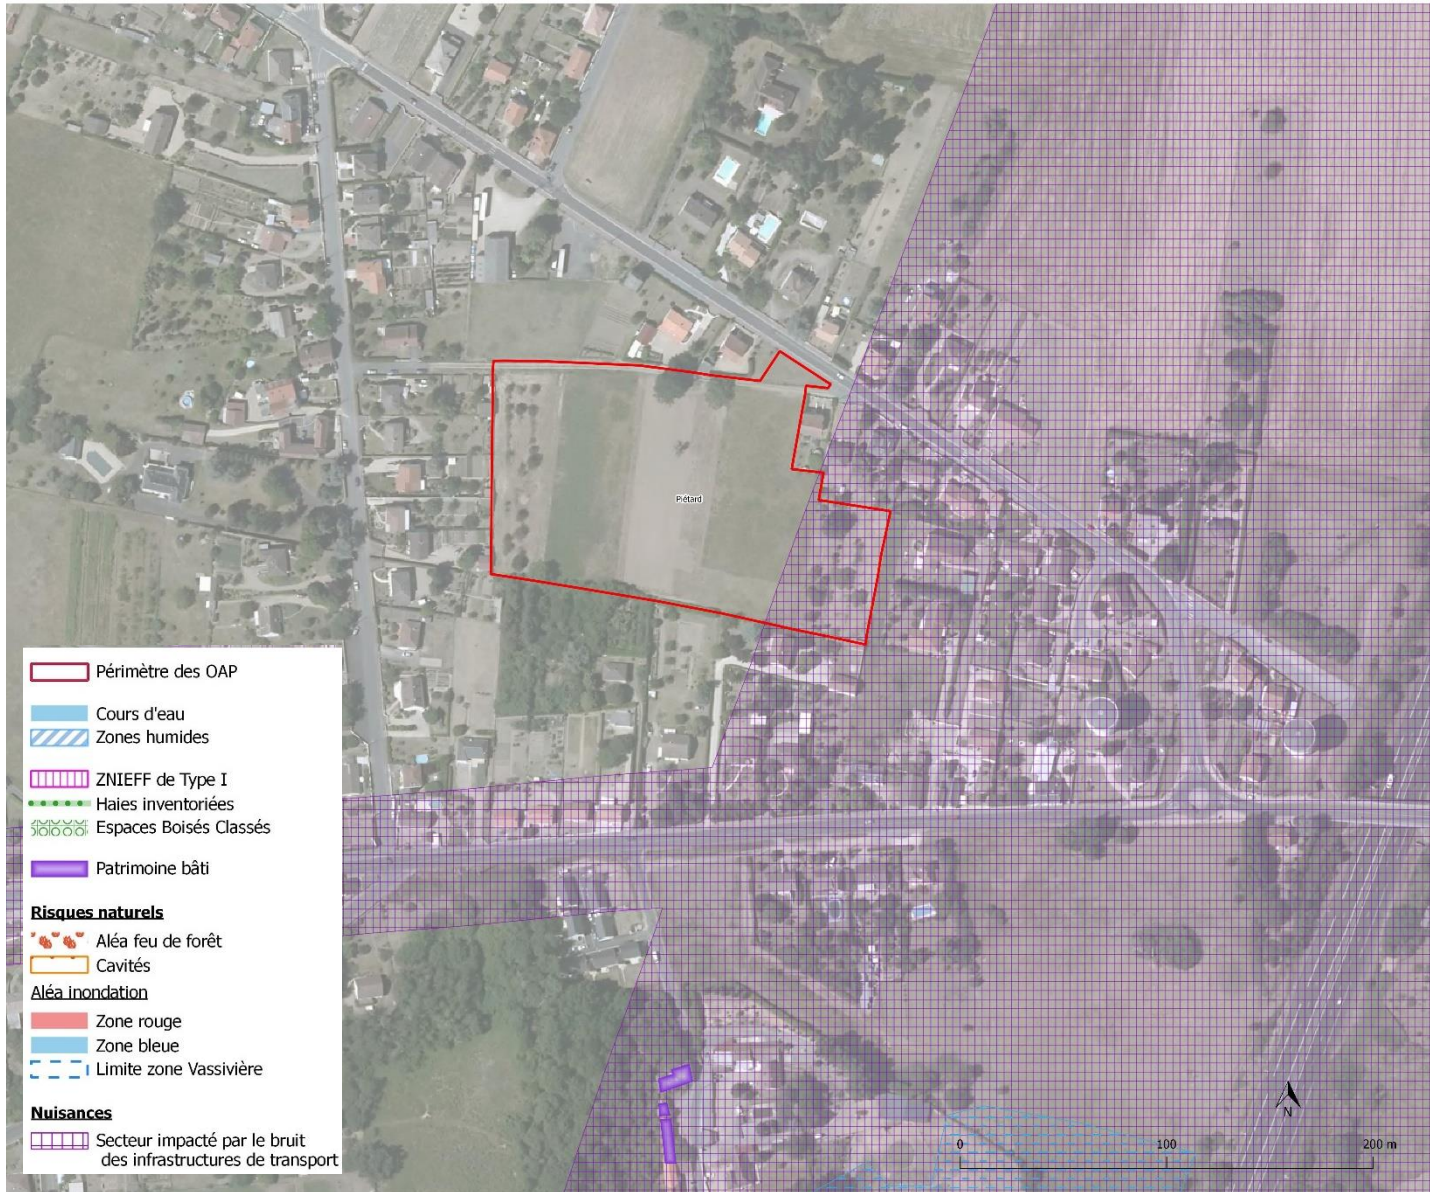 Piétard
Périmètre des OAP
Cours d'eau
Zones humides
ZNIEFF de Type I
Haies inventoriées
Espaces Boisés Classés
Patrimoine bâti
Risques naturels
Aléa feu de forêt
Cavités
Aléa inondation
Zone rouge
Zone bleue
Limite zone Vassivière
Nuisances
Secteur impacté par le bruit
des infrastructures de transport
N
0 100 200 m